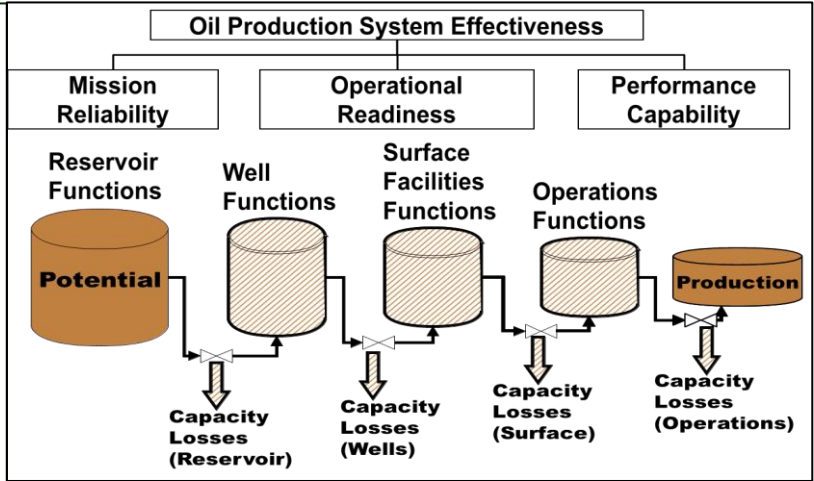 Oil Production System Effectiveness
Mission
Reliability
Operational
Readiness
Performance
Capability
Reservoir
Functions
Well
Functions
Surface
Facilities
Functions
Operations
Functions
Potential
Production
Capacity
Losses
(Reservoir)
Capacity
Losses
(Wells)
Capacity
Losses
(Surface)
Capacity
Losses
(Operations)